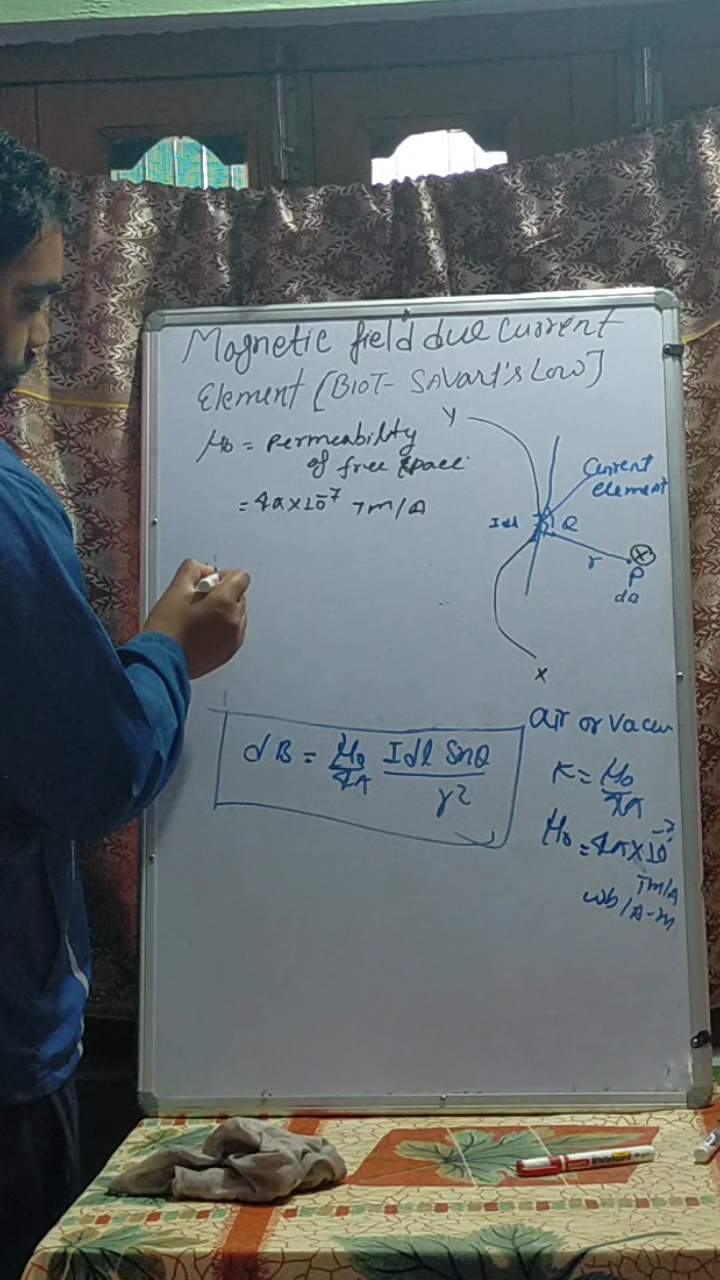 Magnetic field due Current
Element [BIOT- SAVart's Low]
μ0 = Permeability
of free space
= 4π×10⁻⁷ Tm/A
Y
Current
element
Idl
θ
r
P
dB
X
dB = μ0/4π Idl Sinθ/r²
air or Vacuu
K = μ0/4π
μ0 = 4π×10⁻⁷
Tm/A
wb/A-m